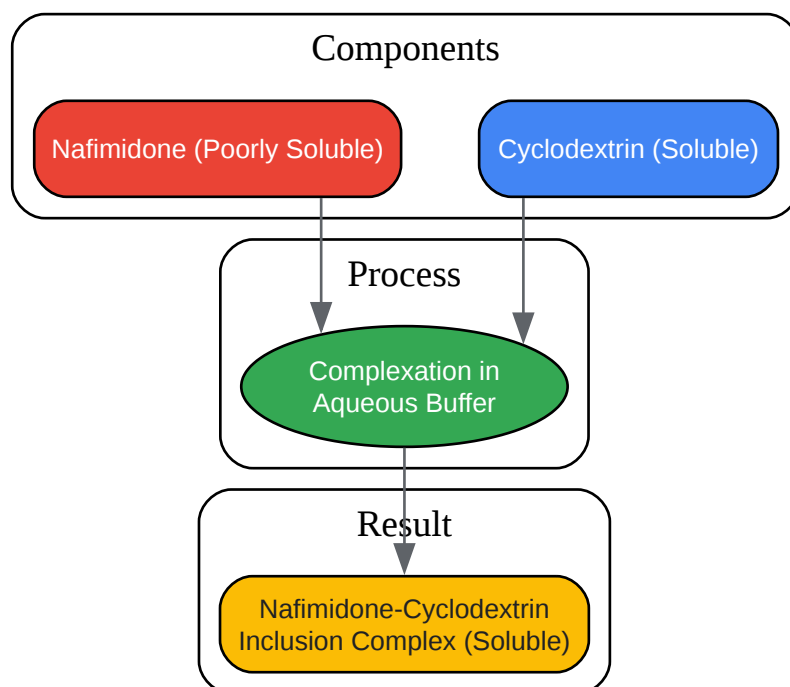 Components
Nafimidone (Poorly Soluble)
Cyclodextrin (Soluble)
Process
Complexation in
Aqueous Buffer
Result
Nafimidone-Cyclodextrin
Inclusion Complex (Soluble)